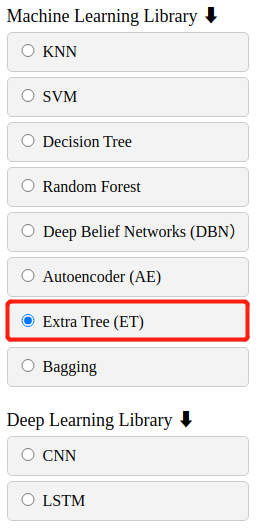 Machine Learning Library ⬇
KNN
SVM
Decision Tree
Random Forest
Deep Belief Networks (DBN）
Autoencoder (AE)
Extra Tree (ET)
Bagging
Deep Learning Library ⬇
CNN
LSTM